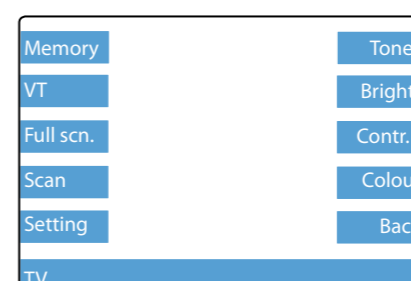 Memory
Tone
VT
Bright
Full scn.
Contr.
Scan
Colou
Setting
Bac
TV